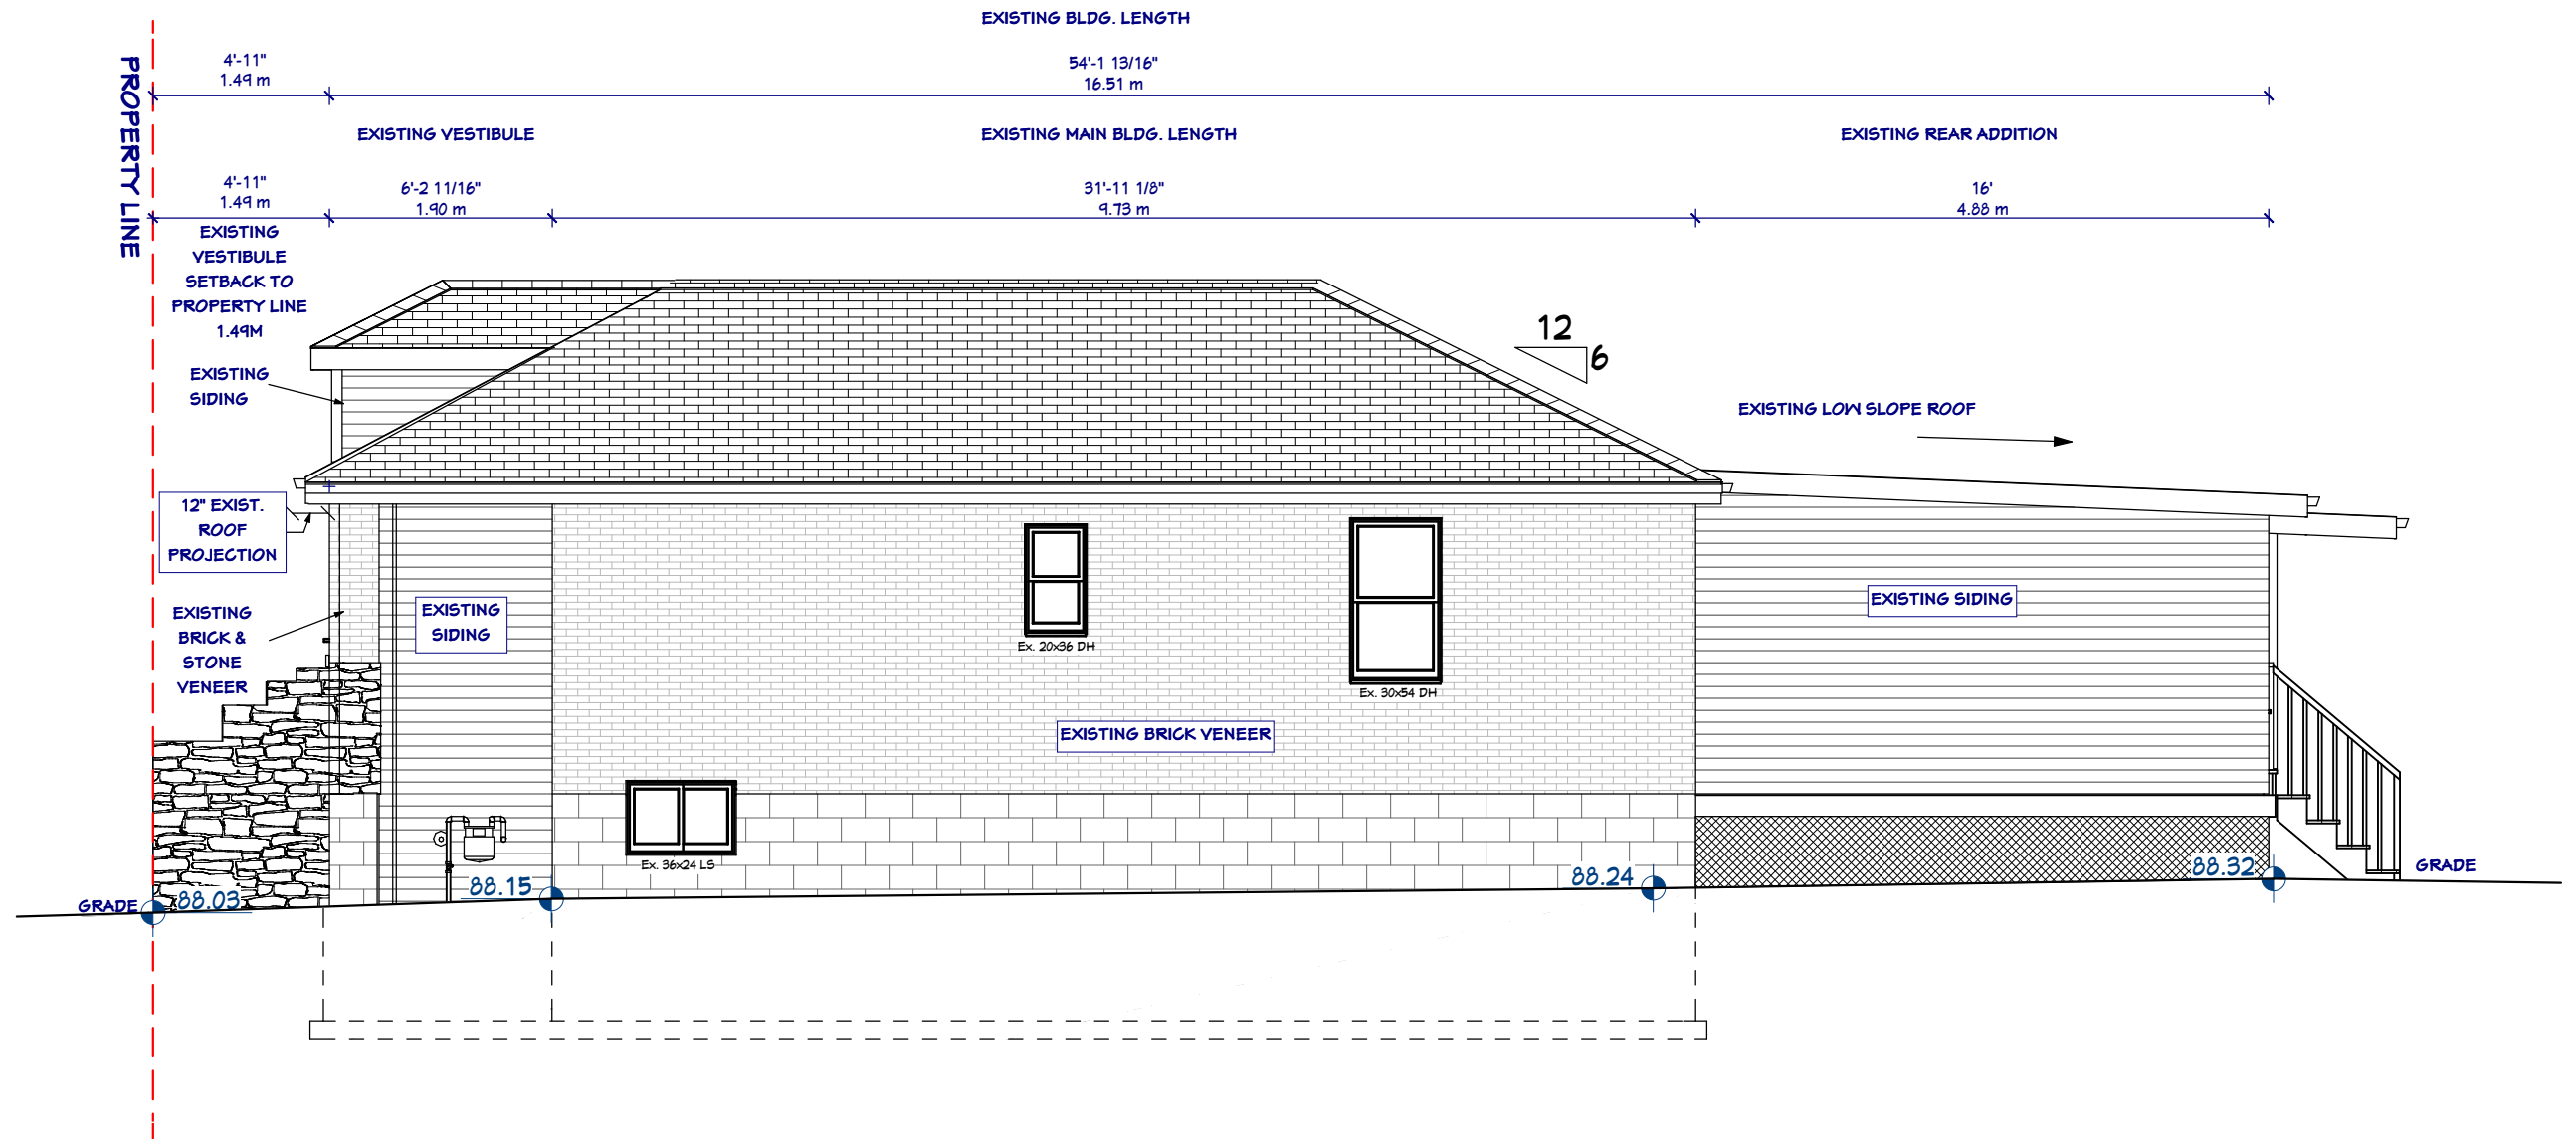 EXISTING BLDG. LENGTH
4'-11"
1.49 m
54'-1 13/16"
16.51 m
PROPERTY LINE
EXISTING VESTIBULE
EXISTING MAIN BLDG. LENGTH
EXISTING REAR ADDITION
4'-11"
1.49 m
6'-2 11/16"
1.90 m
31'-11 1/8"
9.73 m
16'
4.88 m
EXISTING
VESTIBULE
SETBACK TO
PROPERTY LINE
1.49M
12
6
EXISTING
SIDING
EXISTING LOW SLOPE ROOF
12" EXIST.
ROOF
PROJECTION
EXISTING
BRICK &
STONE
VENEER
EXISTING
SIDING
Ex. 20x36 DH
Ex. 30x54 DH
EXISTING SIDING
EXISTING BRICK VENEER
Ex. 36x24 LS
GRADE
88.03
88.15
88.24
88.32
GRADE